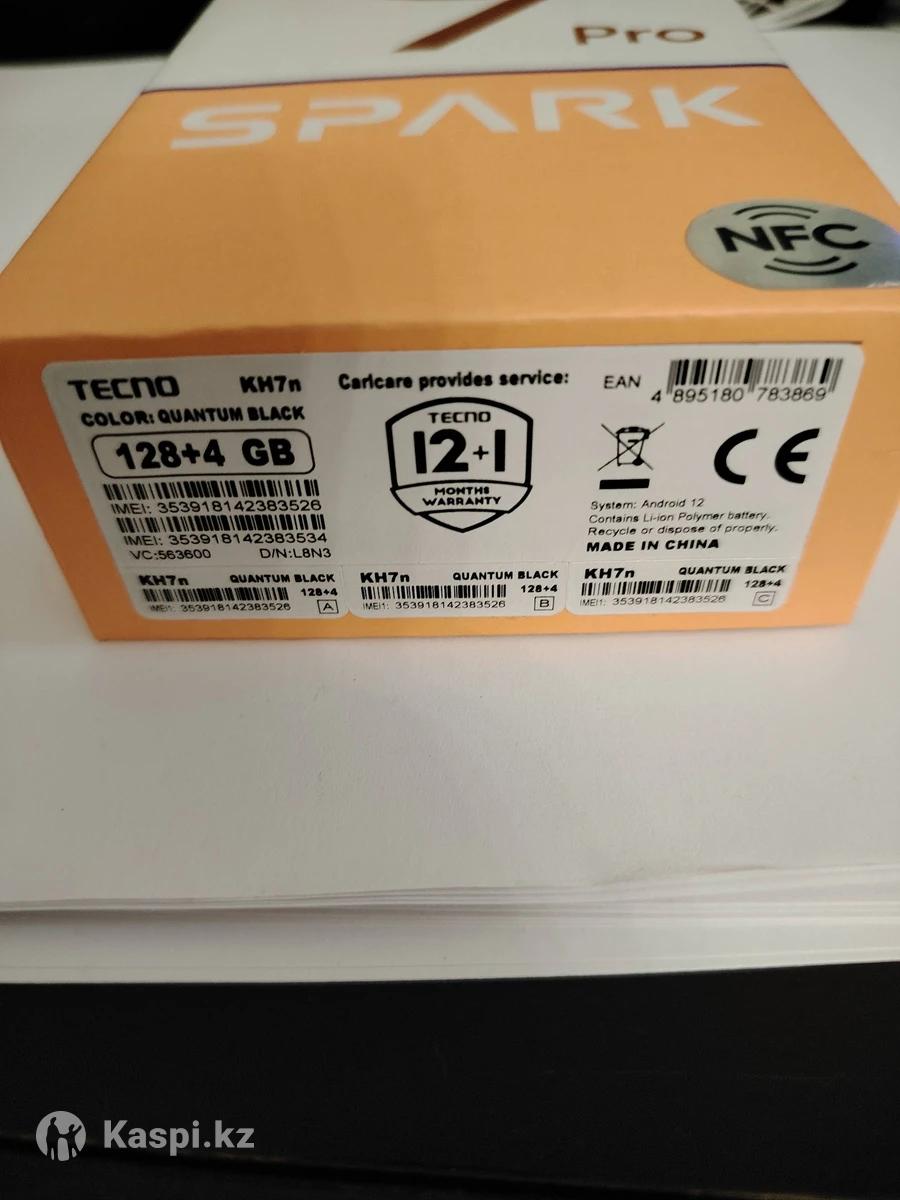 Pro
SPARK
NFC
TECNO KH7n
COLOR: QUANTUM BLACK
128+4 GB
IMEI: 353918142383526
IMEI: 353918142383534
VC:563600 D/N:L8N3
Carlcare provides service:
TECNO
12+1
MONTHS
WARRANTY
EAN
4 895180 783869
CE
System: Android 12
Contains Li-ion Polymer battery.
Recycle or dispose of properly.
MADE IN CHINA
KH7n QUANTUM BLACK
128+4
IMEI1: 353918142383526 A
KH7n QUANTUM BLACK
128+4
IMEI1: 353918142383526 B
KH7n QUANTUM BLACK
128+4
IMEI1: 353918142383526 C
Kaspi.kz